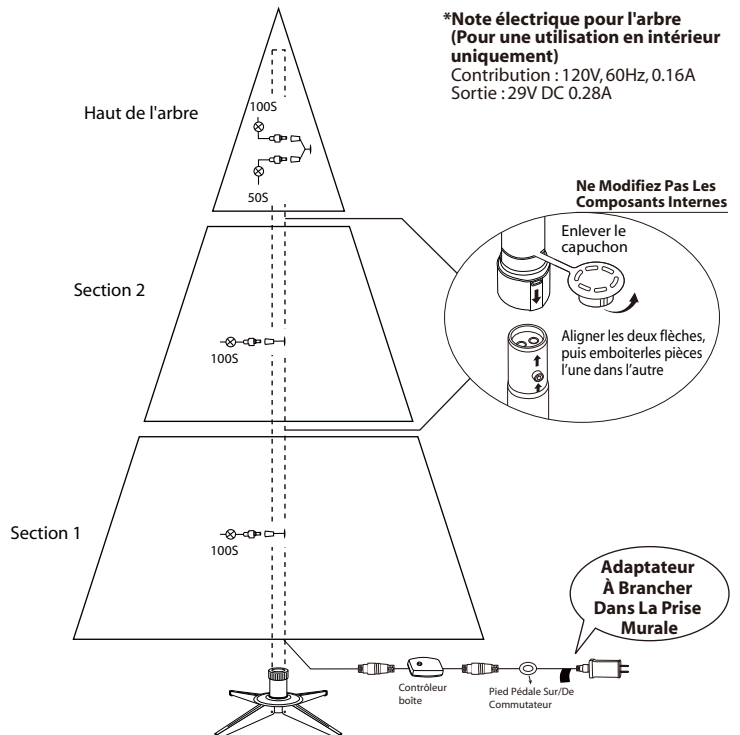 *Note électrique pour l'arbre
(Pour une utilisation en intérieur
uniquement)
Contribution : 120V, 60Hz, 0.16A
Sortie : 29V DC 0.28A
Haut de l'arbre
100S
50S
Ne Modifiez Pas Les
Composants Internes
Enlever le
capuchon
Aligner les deux flèches,
puis emboiterles pièces
l'une dans l'autre
Section 2
100S
Section 1
100S
Adaptateur
À Brancher
Dans La Prise
Murale
Contrôleur
boîte
Pied Pédale Sur/De
Commutateur